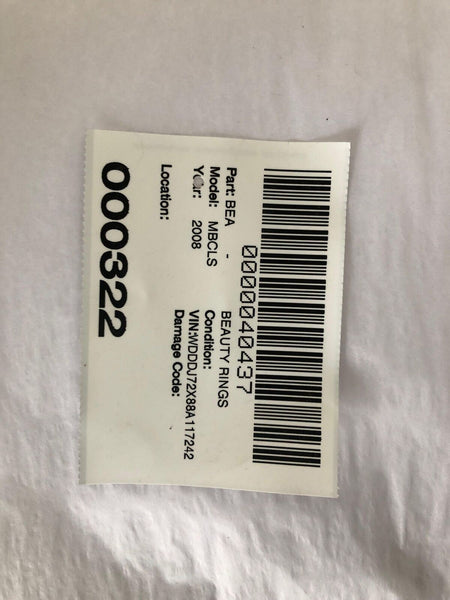 0000040437
Part: BEA - BEAUTY RINGS
Model: MBCLS Condition:
Year: 2008 VIN:WDDDJ72X88A117242
Damage Code:
Location:
000322